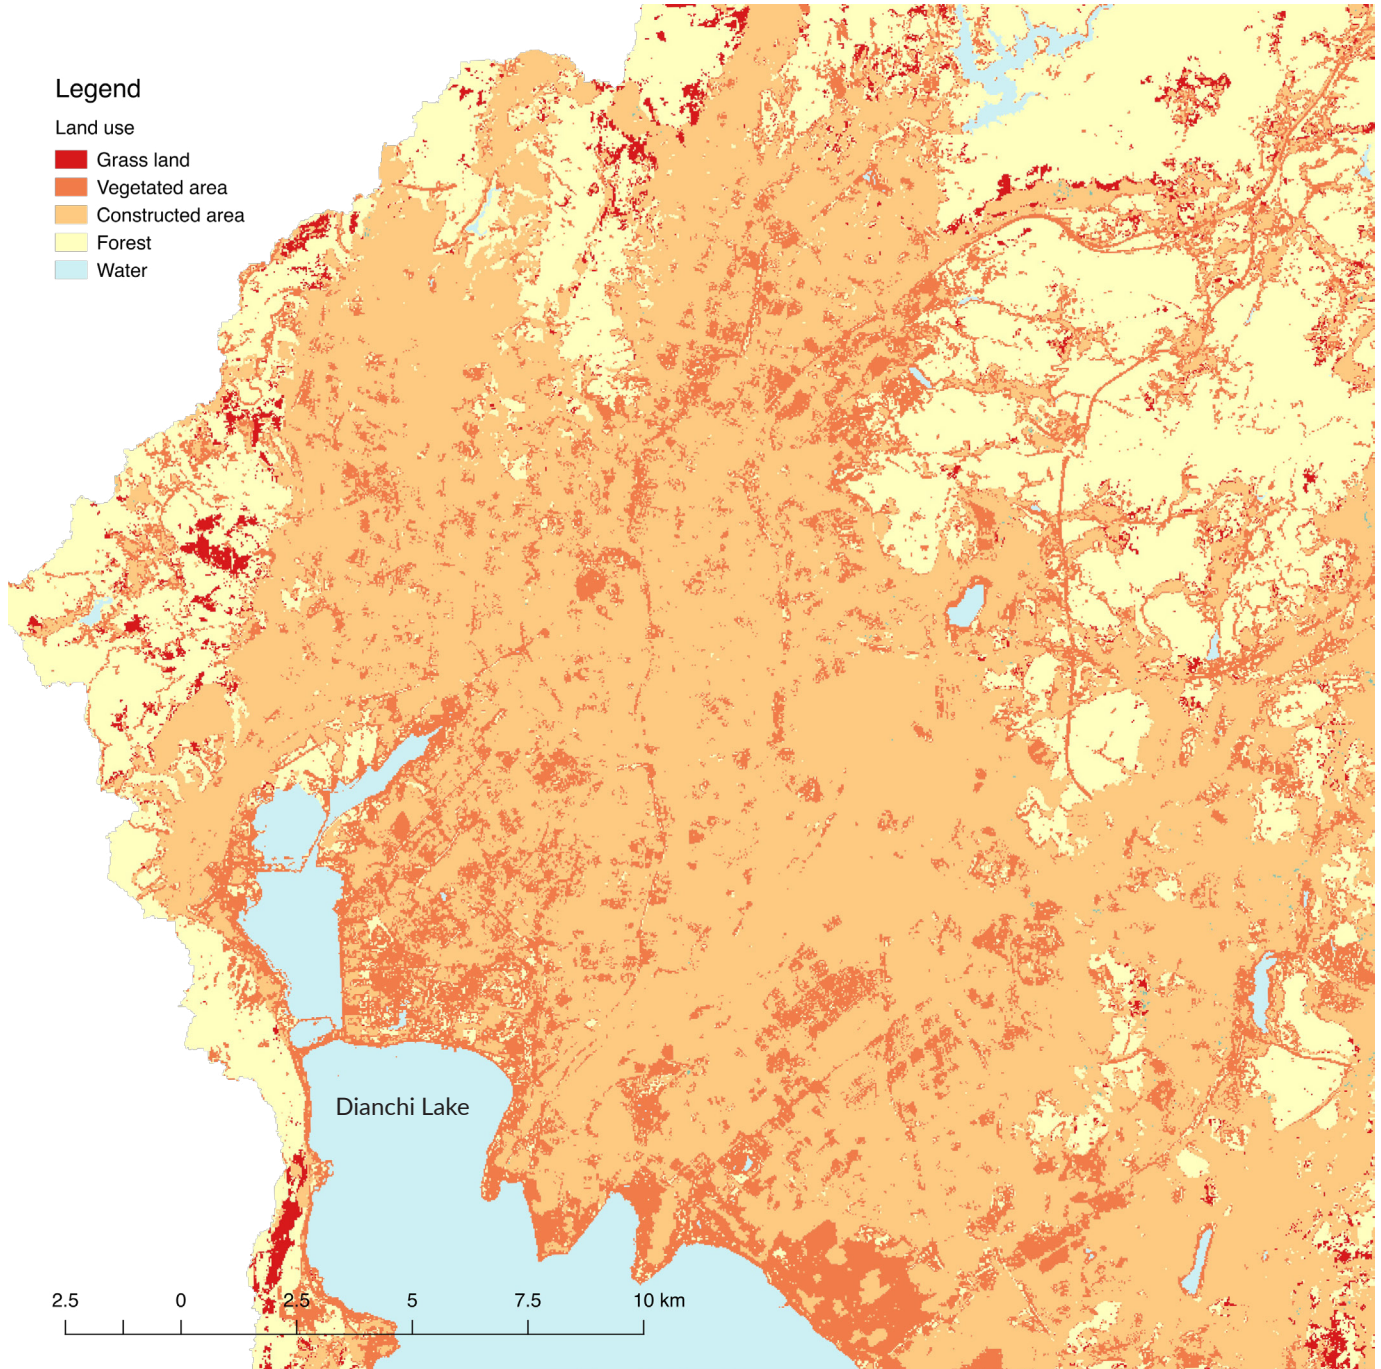 Legend
Land use
Grass land
Vegetated area
Constructed area
Forest
Water
Dianchi Lake
2.5 0 2.5 5 7.5 10 km